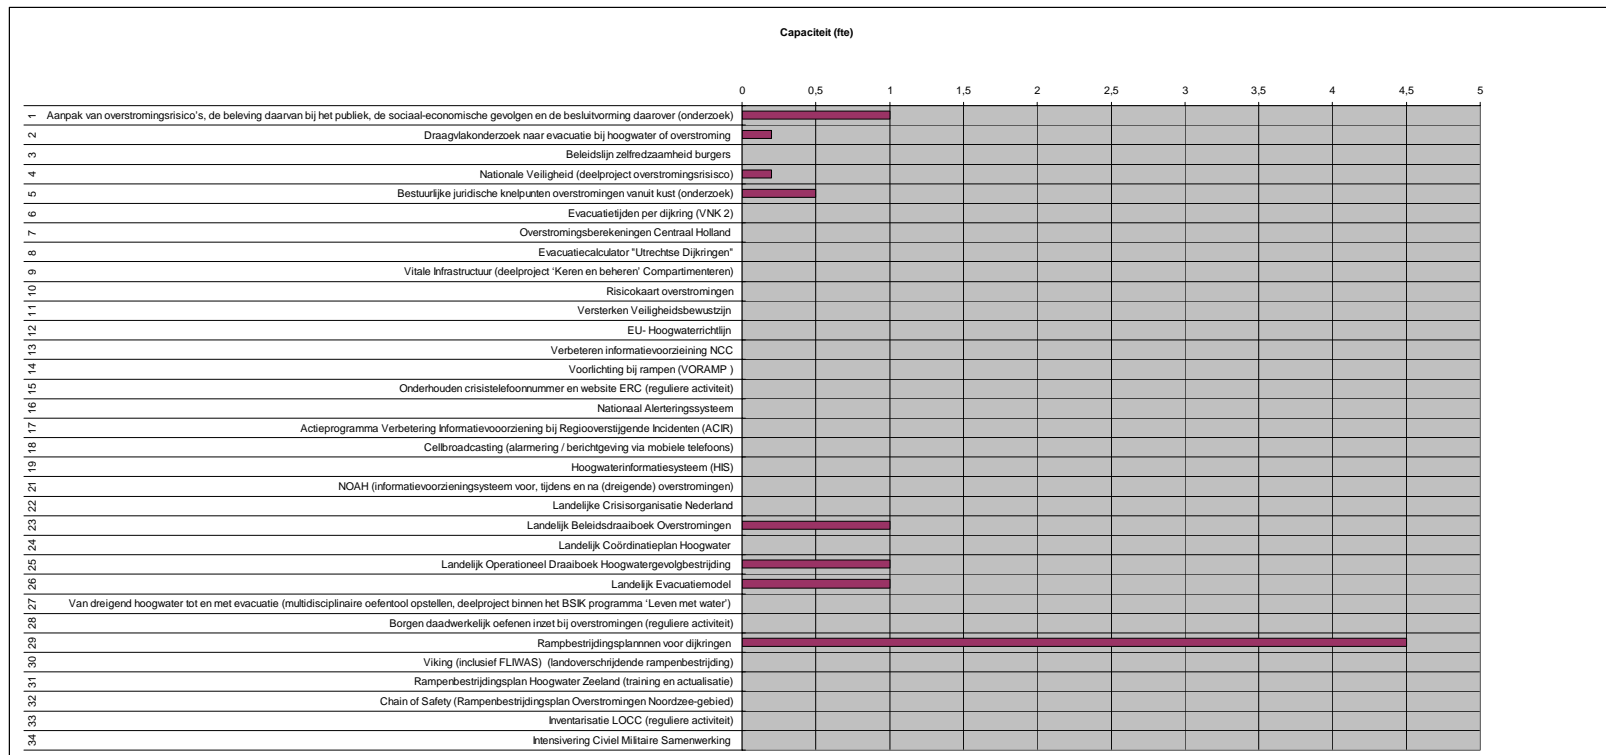 Capaciteit (fte)
0 0,5 1 1,5 2 2,5 3 3,5 4 4,5 5
1 Aanpak van overstromingsrisico's, de beleving daarvan bij het publiek, de sociaal-economische gevolgen en de besluitvorming daarover (onderzoek)
2 Draagvlakonderzoek naar evacuatie bij hoogwater of overstroming
3 Beleidslijn zelfredzaamheid burgers
4 Nationale Veiligheid (deelproject overstromingsrisisco)
5 Bestuurlijke juridische knelpunten overstromingen vanuit kust (onderzoek)
6 Evacuatietijden per dijkring (VNK 2)
7 Overstromingsberekeningen Centraal Holland
8 Evacuatiecalculator "Utrechtse Dijkringen"
9 Vitale Infrastructuur (deelproject 'Keren en beheren' Compartimenteren)
10 Risicokaart overstromingen
11 Versterken Veiligheidsbewustzijn
12 EU- Hoogwaterrichtlijn
13 Verbeteren informatievoorzieining NCC
14 Voorlichting bij rampen (VORAMP )
15 Onderhouden crisistelefoonnummer en website ERC (reguliere activiteit)
16 Nationaal Alerteringssysteem
17 Actieprogramma Verbetering Informatievooorziening bij Regiooverstijgende Incidenten (ACIR)
18 Cellbroadcasting (alarmering / berichtgeving via mobiele telefoons)
19 Hoogwaterinformatiesysteem (HIS)
21 NOAH (informatievoorzieningsysteem voor, tijdens en na (dreigende) overstromingen)
22 Landelijke Crisisorganisatie Nederland
23 Landelijk Beleidsdraaiboek Overstromingen
24 Landelijk Coördinatieplan Hoogwater
25 Landelijk Operationeel Draaiboek Hoogwatergevolgbestrijding
26 Landelijk Evacuatiemodel
27 Van dreigend hoogwater tot en met evacuatie (multidisciplinaire oefentool opstellen, deelproject binnen het BSIK programma 'Leven met water')
28 Borgen daadwerkelijk oefenen inzet bij overstromingen (reguliere activiteit)
29 Rampbestrijdingsplannnen voor dijkringen
30 Viking (inclusief FLIWAS) (landoverschrijdende rampenbestrijding)
31 Rampenbestrijdingsplan Hoogwater Zeeland (training en actualisatie)
32 Chain of Safety (Rampenbestrijdingsplan Overstromingen Noordzee-gebied)
33 Inventarisatie LOCC (reguliere activiteit)
34 Intensivering Civiel Militaire Samenwerking